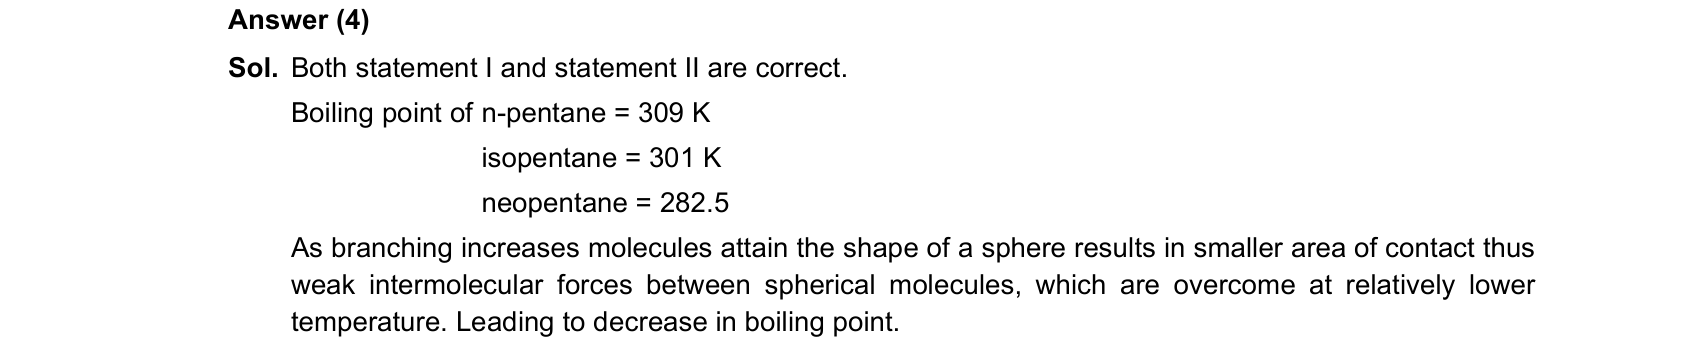 Answer (4)
Sol. Both statement I and statement II are correct.
Boiling point of n-pentane = 309 K
isopentane = 301 K
neopentane = 282.5
As branching increases molecules attain the shape of a sphere results in smaller area of contact thus
weak intermolecular forces between spherical molecules, which are overcome at relatively lower
temperature. Leading to decrease in boiling point.